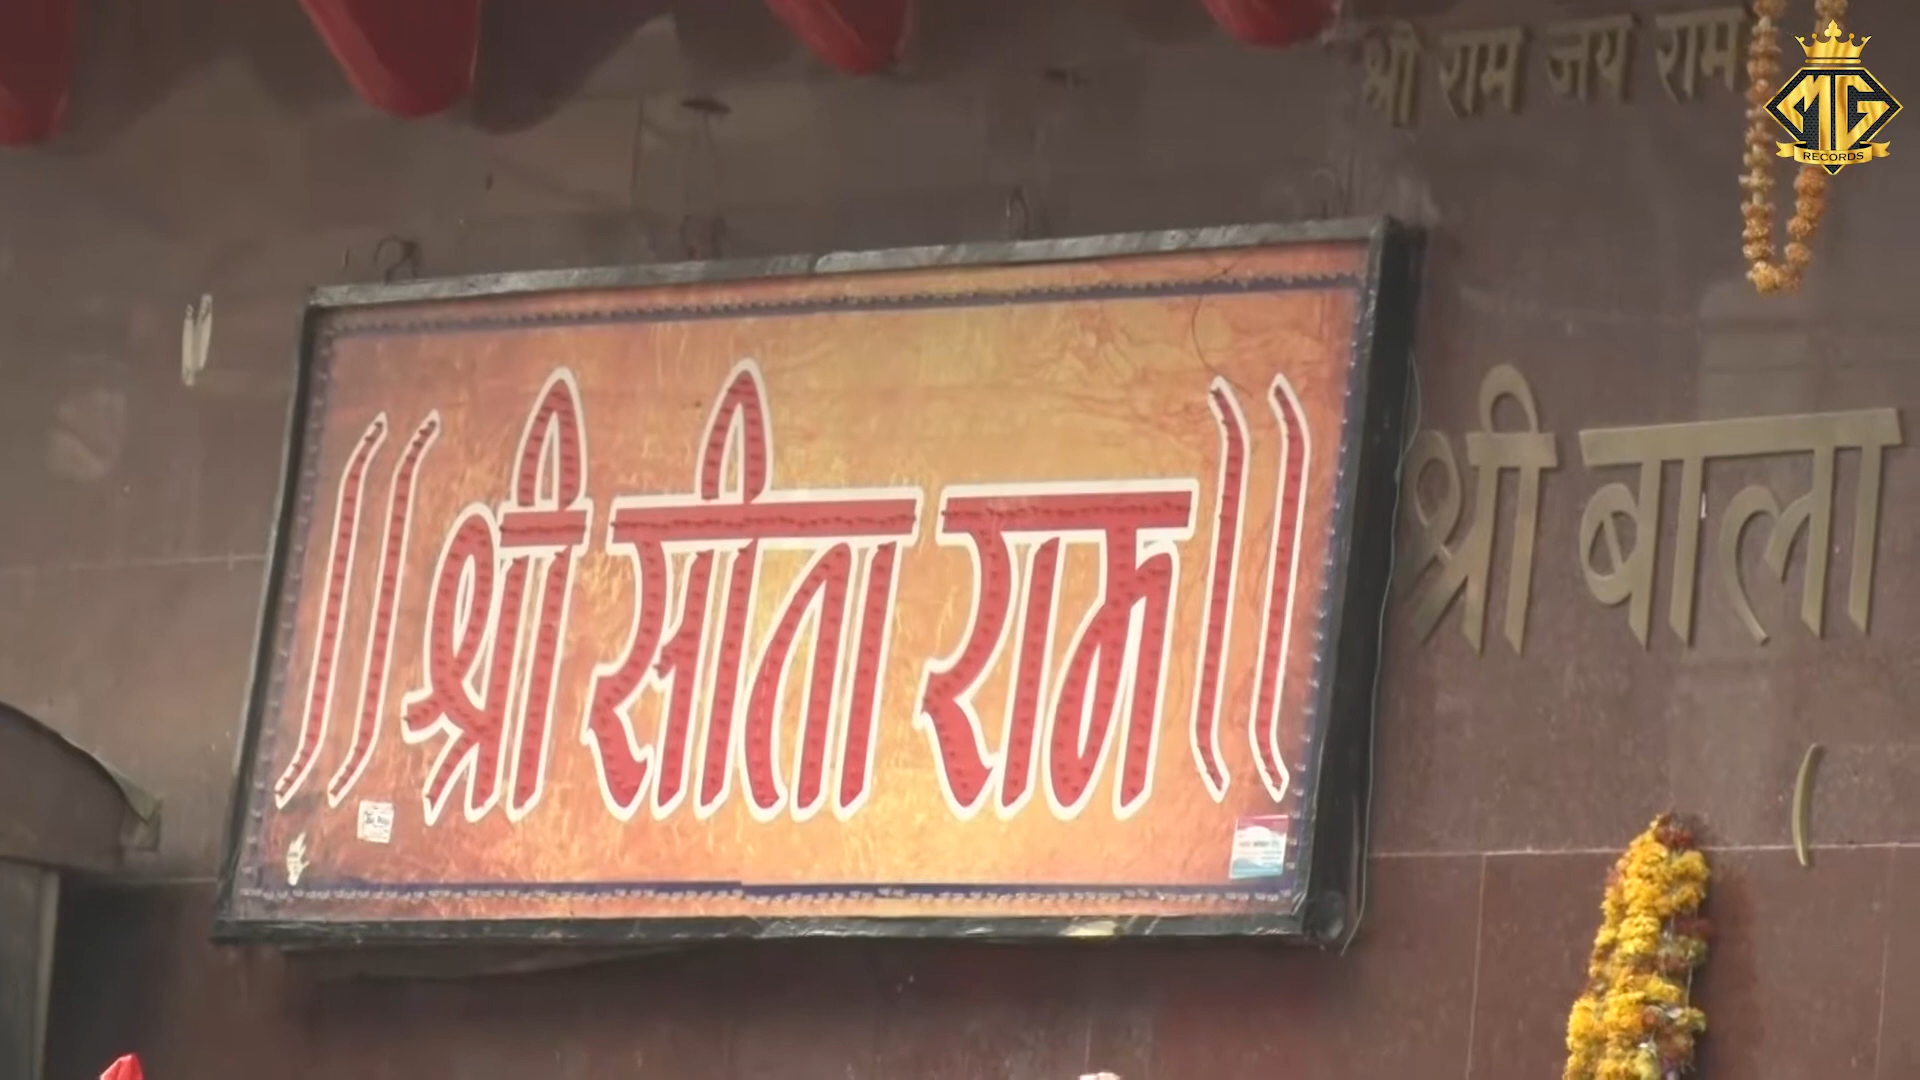 श्री राम जय राम
MG
RECORDS
॥ श्री सीता राम ॥
श्री बाला